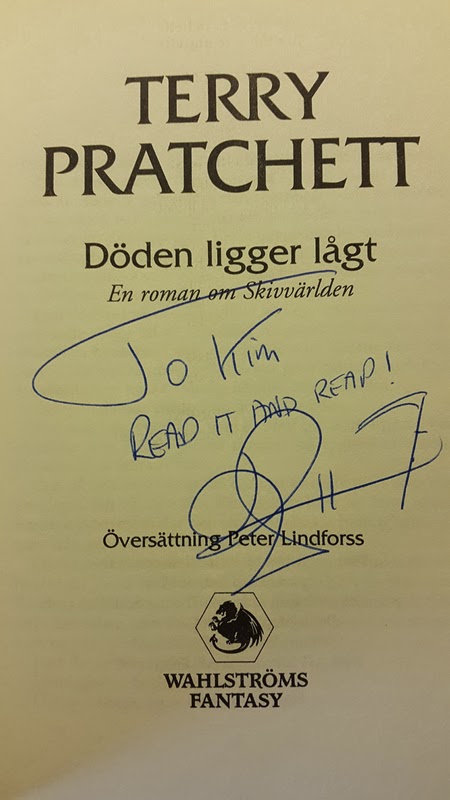 TERRY
PRATCHETT
Döden ligger lågt
En roman om Skivvärlden
To Kim
READ IT AND REAP!
Översättning Peter Lindforss
WAHLSTRÖMS
FANTASY